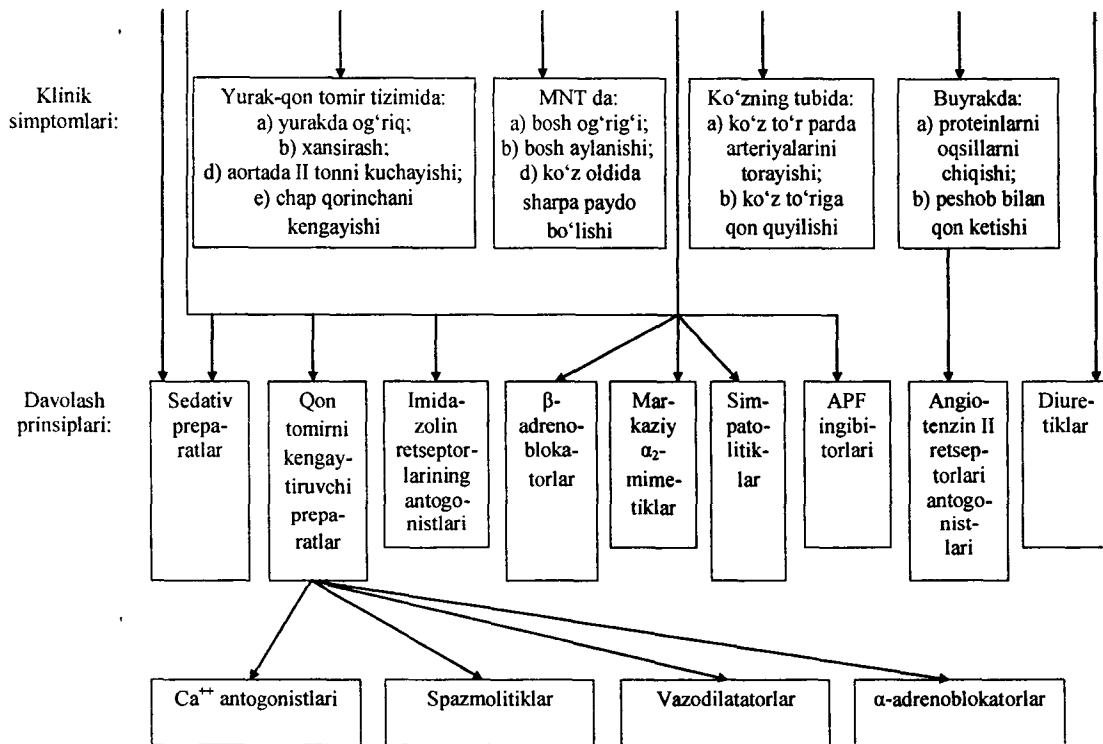 Klinik
simptomlari:
Yurak-qon tomir tizimida:
a) yurakda og‘riq;
b) xansirash;
d) aortada II tonni kuchayishi;
e) chap qorinchani
kengayishi
MNT da:
a) bosh og‘rig‘i;
b) bosh aylanishi;
d) ko‘z oldida
sharpa paydo
bo‘lishi
Ko‘zning tubida:
a) ko‘z to‘r parda
arteriyalarini
torayishi;
b) ko‘z to‘riga
qon quyilishi
Buyrakda:
a) proteinlarni
oqsillarni
chiqishi;
b) peshob bilan
qon ketishi
Davolash
prinsiplari:
Sedativ
prepa-
ratlar
Qon
tomirni
kengay-
tiruvchi
prepa-
ratlar
Imida-
zolin
retseptor-
larining
antogo-
nistlari
β-
adreno-
bloka-
torlar
Mar-
kaziy
α₂-
mime-
tiklar
Sim-
pato-
litik-
lar
APF
ingibi-
torlari
Angio-
tenzin II
retsep-
torlari
antogo-
nist-
lari
Diure-
tiklar
Ca⁺⁺ antogonistlari
Spazmolitiklar
Vazodilatatorlar
α-adrenoblokatorlar